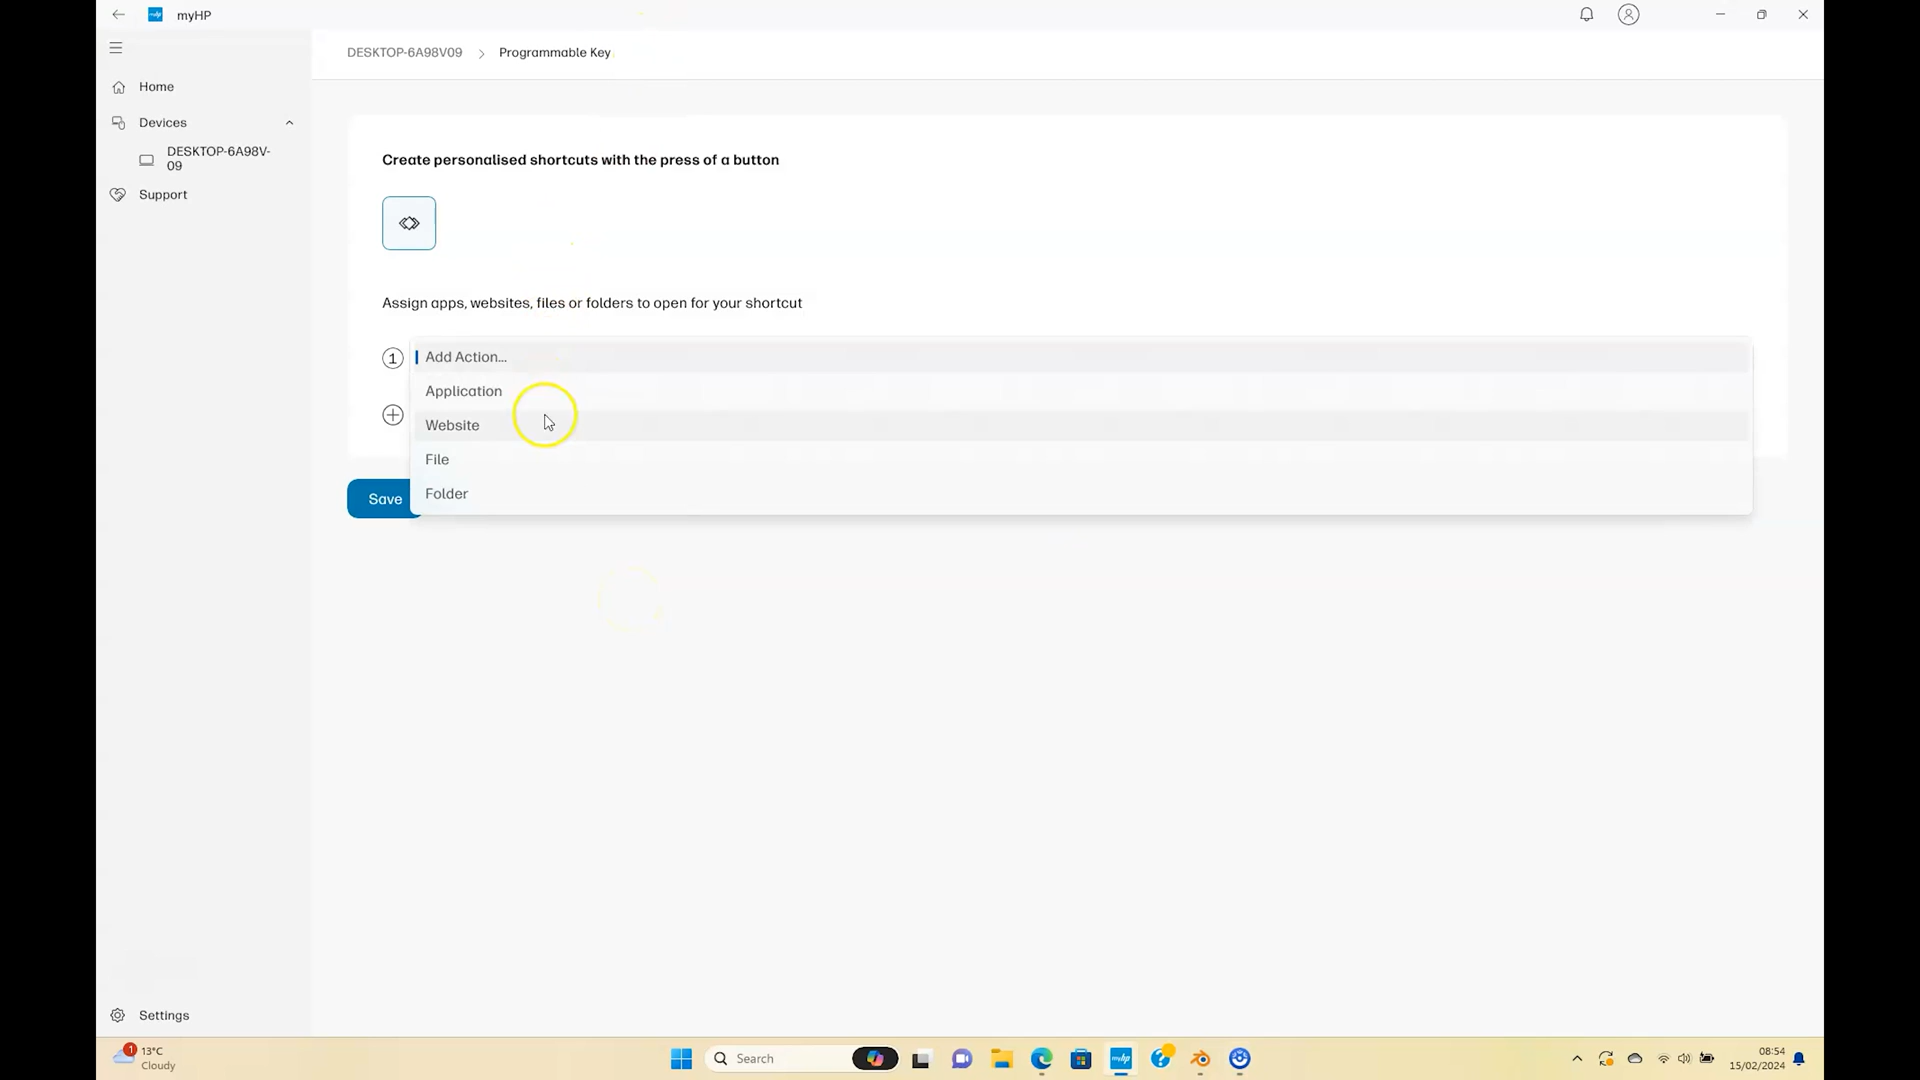 myHP
DESKTOP-6A98V09 > Programmable Key
Home
Devices
DESKTOP-6A98V-
09
Support
Create personalised shortcuts with the press of a button
Assign apps, websites, files or folders to open for your shortcut
1
Add Action...
Application
Website
File
Folder
Save
Settings
1
13°C
Cloudy
Search
myhp
08:54
15/02/2024